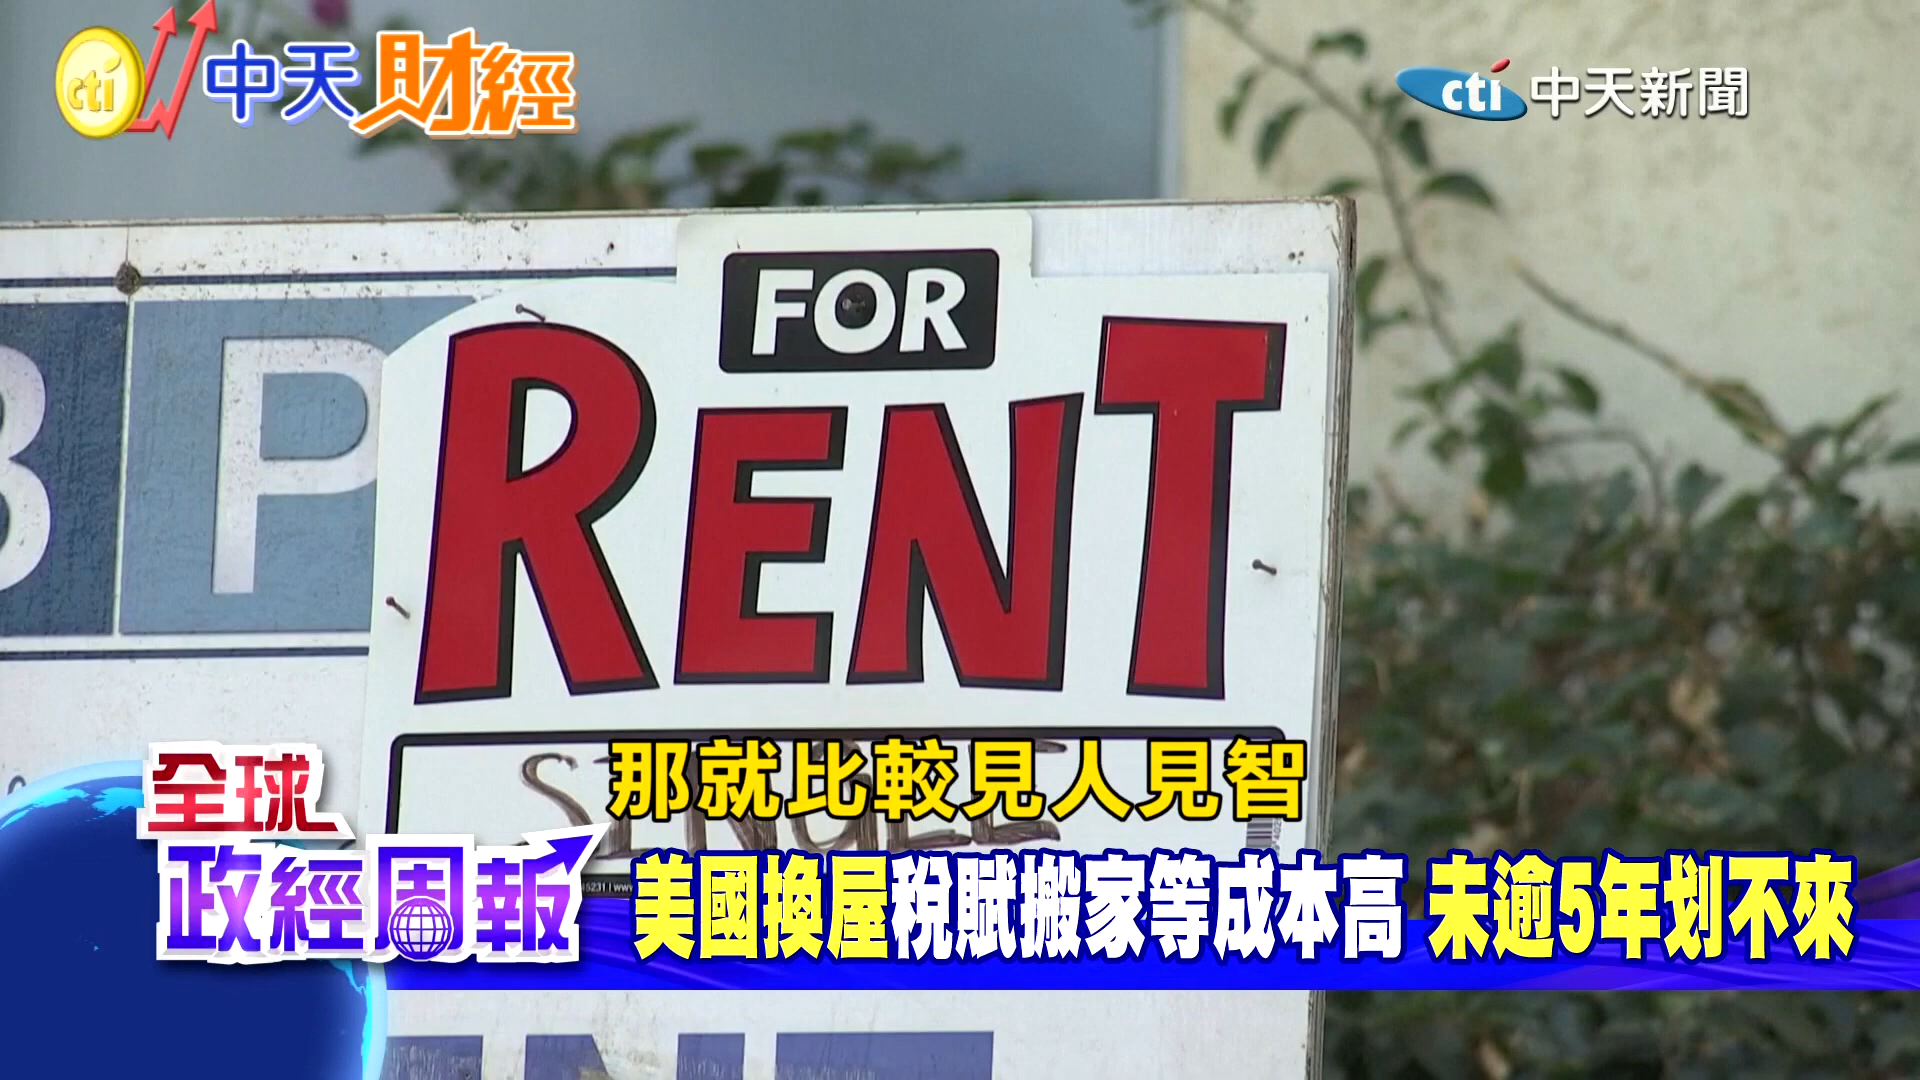 cti 中天財經
cti 中天新聞
FOR
RENT
B P
SINGLE
那就比較見人見智
全球
政經周報
美國換屋稅賦搬家等成本高 未逾5年划不來